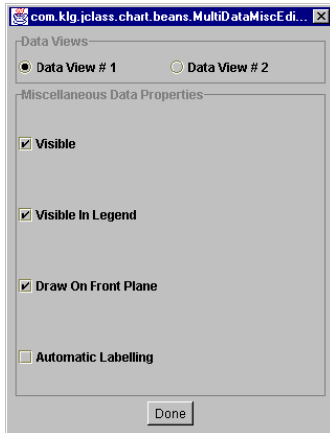 com.klg.jclass.chart.beans.MultiDataMiscEdi...
Data Views
Data View # 1 Data View # 2
Miscellaneous Data Properties
Visible
Visible In Legend
Draw On Front Plane
Automatic Labelling
Done